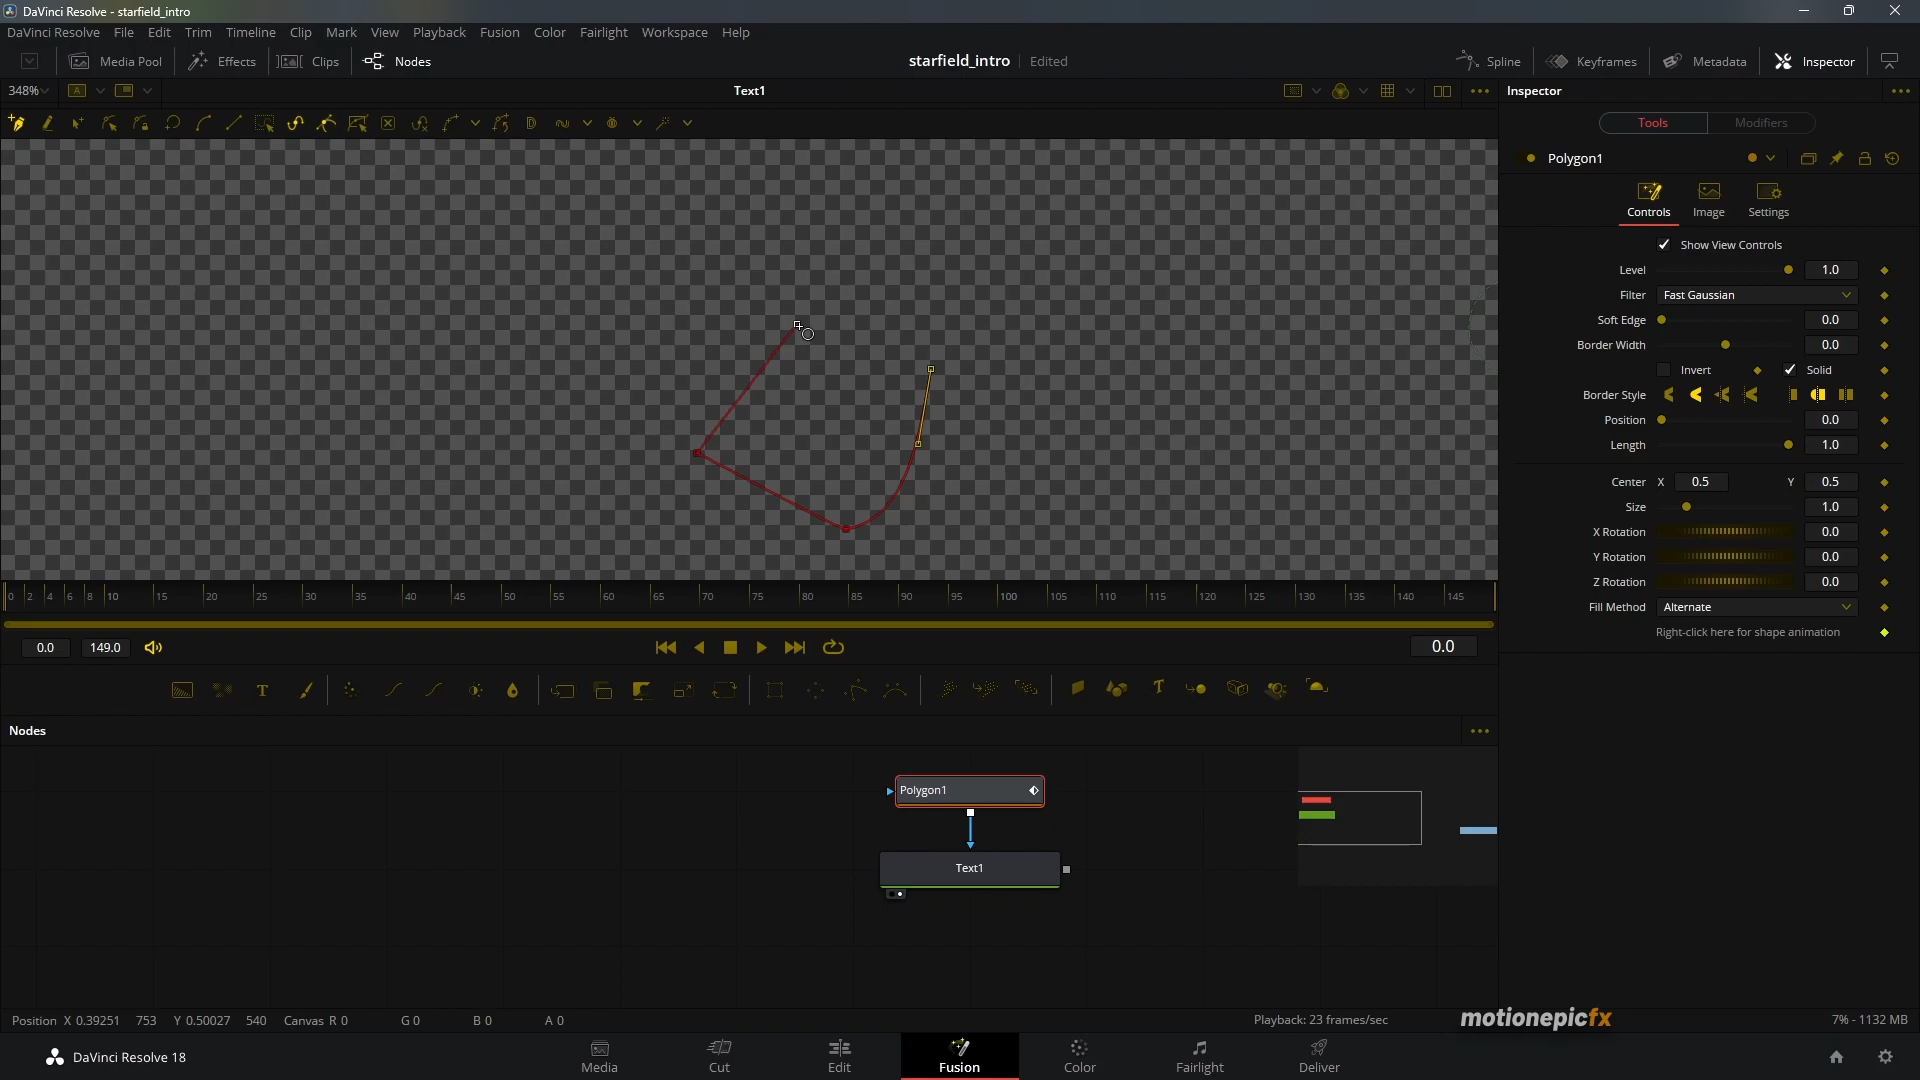 DaVinci Resolve - starfield_intro
DaVinci Resolve File Edit Trim Timeline Clip Mark View Playback Fusion Color Fairlight Workspace Help
Media Pool Effects Clips Nodes starfield_intro Edited Spline Keyframes Metadata Inspector
348% A Text1 Inspector
Tools Modifiers
Polygon1
Controls Image Settings
Show View Controls
Level 1.0
Filter Fast Gaussian
Soft Edge 0.0
Border Width 0.0
Invert Solid
Border Style
Position 0.0
Length 1.0
Center X 0.5 Y 0.5
Size 1.0
X Rotation 0.0
Y Rotation 0.0
Z Rotation 0.0
Fill Method Alternate
Right-click here for shape animation
0 2 4 6 8 10 15 20 25 30 35 40 45 50 55 60 65 70 75 80 85 90 95 100 105 110 115 120 125 130 135 140 145
0.0 149.0 0.0
T T
Nodes
Polygon1
Text1
Position X 0.39251 753 Y 0.50027 540 Canvas R 0 G 0 B 0 A 0 Playback: 23 frames/sec motionepicfx 7% - 1132 MB
DaVinci Resolve 18 Media Cut Edit Fusion Color Fairlight Deliver